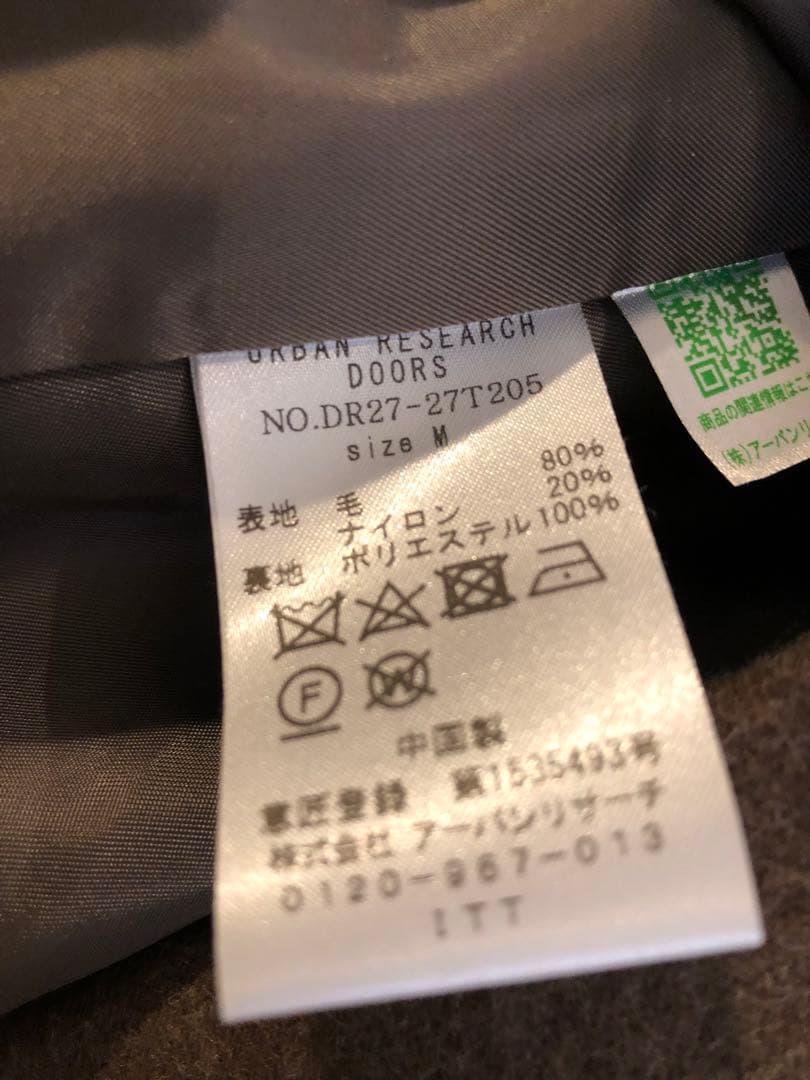 URBAN RESEARCH
DOORS
NO.DR27-27T205
size M
表地 毛 80%
ナイロン 20%
裏地 ポリエステル 100%
F
W
中国製
意匠登録 第1535493号
株式会社 アーバンリサーチ
0120-967-013
ITT
商品の関連情報はこ
(株)アーバンリ